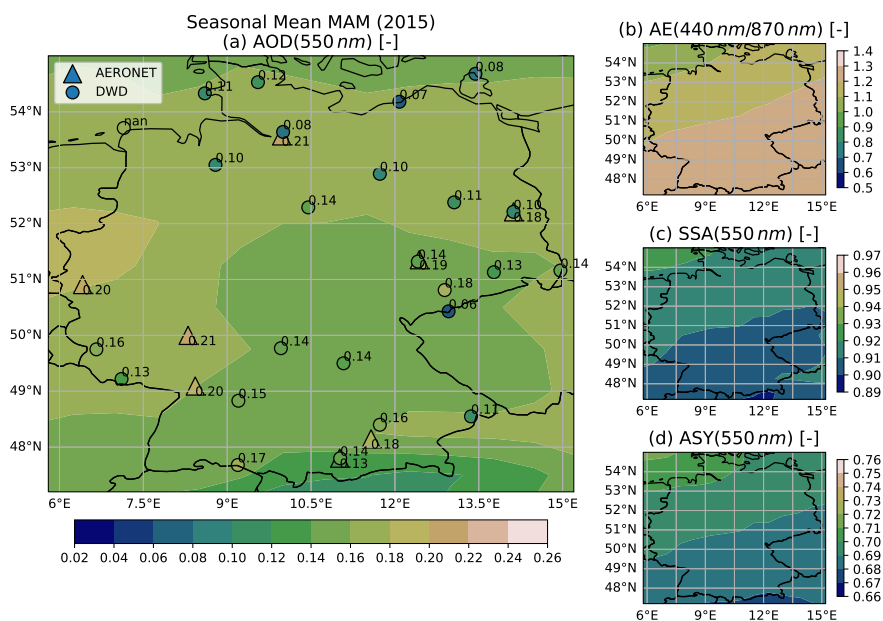 Seasonal Mean MAM (2015)
(a) AOD(550 nm) [-]
AERONET
DWD
0.08
0.12
0.11
0.07
nan
0.08
0.21
0.10
0.10
0.14
0.11
0.10
0.18
0.14
0.19
0.13
0.14
0.20
0.18
0.06
0.16
0.21
0.14
0.14
0.13
0.20
0.15
0.16
0.11
0.18
0.17
0.14
0.13
54°N
53°N
52°N
51°N
50°N
49°N
48°N
6°E 7.5°E 9°E 10.5°E 12°E 13.5°E 15°E
0.02 0.04 0.06 0.08 0.10 0.12 0.14 0.16 0.18 0.20 0.22 0.24 0.26
(b) AE(440 nm/870 nm) [-]
54°N
53°N
52°N
51°N
50°N
49°N
48°N
6°E 9°E 12°E 15°E
1.4
1.3
1.2
1.1
1.0
0.9
0.8
0.7
0.6
0.5
(c) SSA(550 nm) [-]
54°N
53°N
52°N
51°N
50°N
49°N
48°N
6°E 9°E 12°E 15°E
0.97
0.96
0.95
0.94
0.93
0.92
0.91
0.90
0.89
(d) ASY(550 nm) [-]
54°N
53°N
52°N
51°N
50°N
49°N
48°N
6°E 9°E 12°E 15°E
0.76
0.75
0.74
0.73
0.72
0.71
0.70
0.69
0.68
0.67
0.66